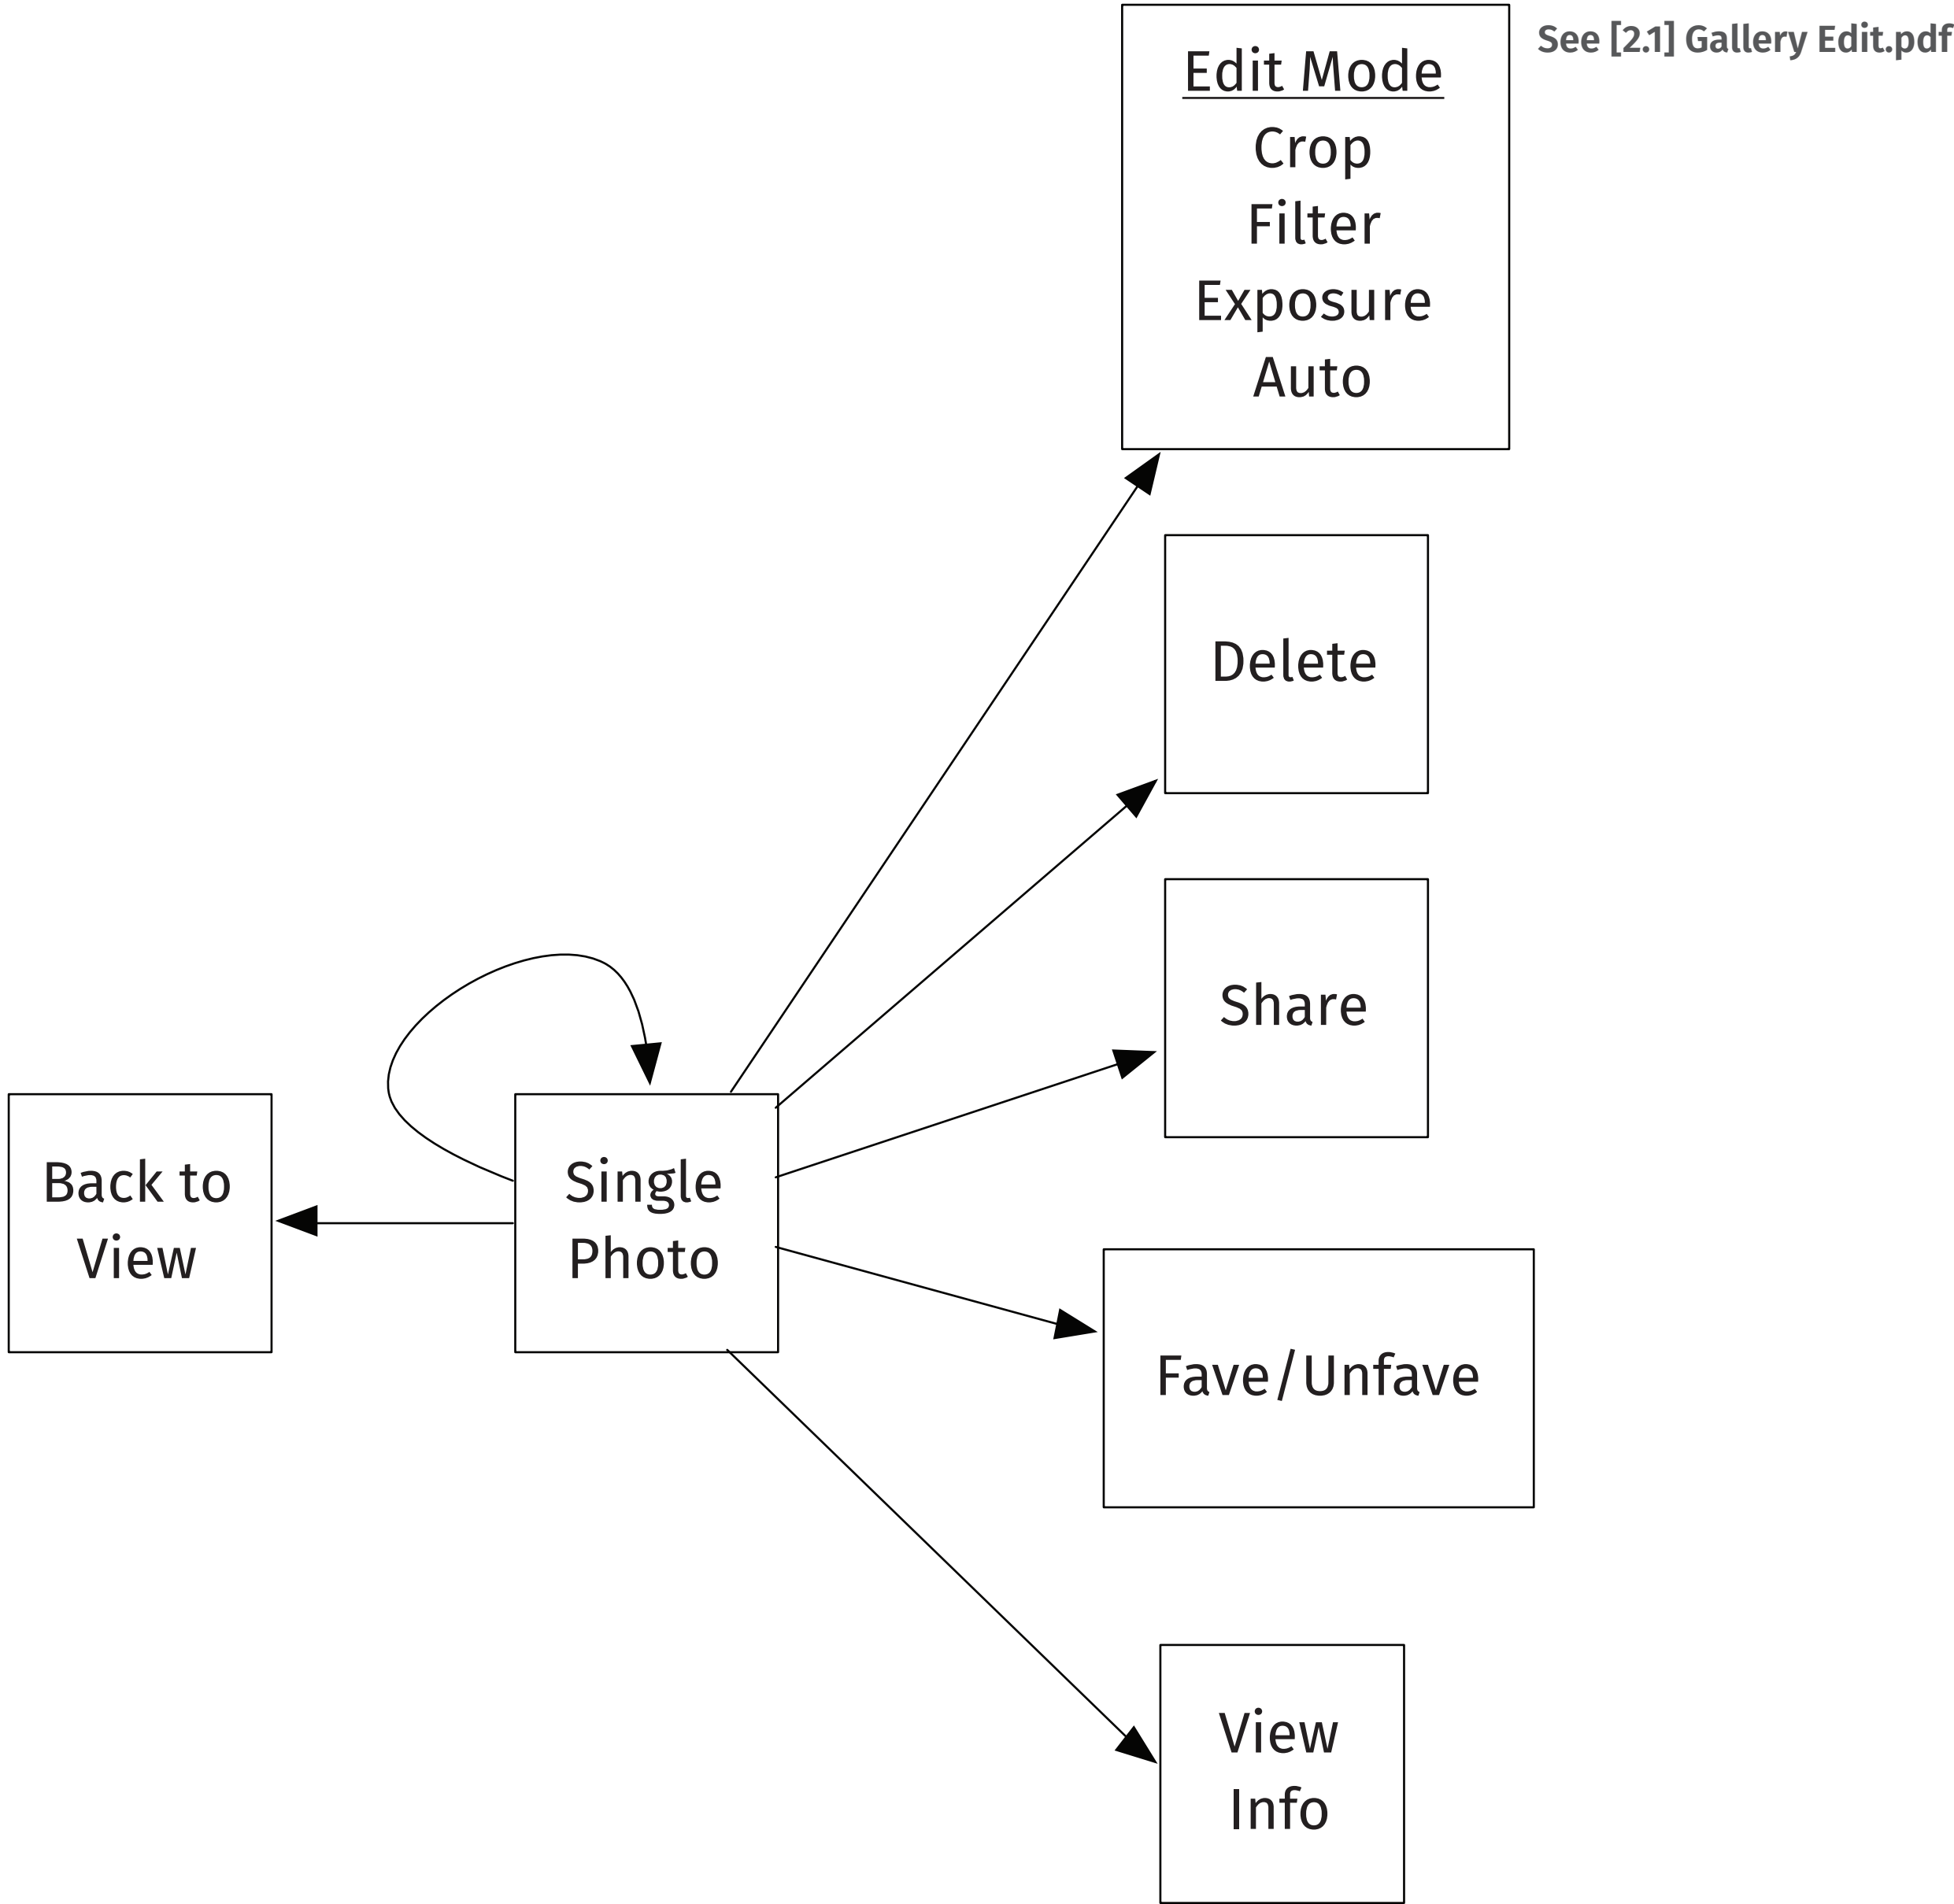 See [2.1] Gallery Edit.pdf
Edit Mode
Crop
Filter
Exposure
Auto
Delete
Share
Back to
View
Single
Photo
Fave/Unfave
View
Info